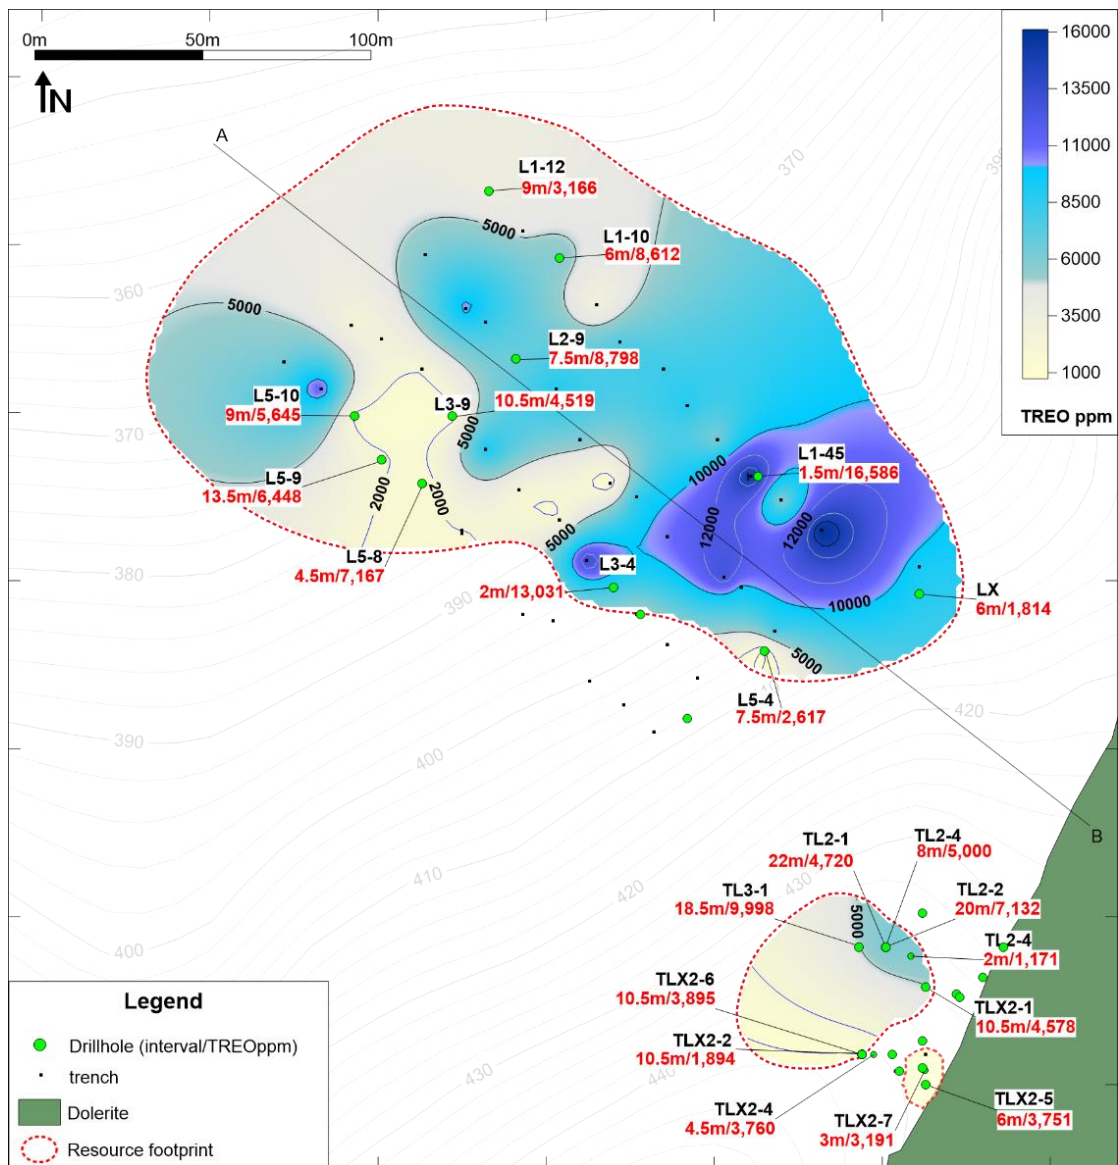 0m 50m 100m
N
16000
13500
11000
8500
6000
3500
1000
TREO ppm
A
370
L1-12
9m/3,166
5000
L1-10
6m/8,612
360
5000
L2-9
7.5m/8,798
L5-10
9m/5,645
L3-9
10.5m/4,519
5000
370
L1-45
1.5m/16,586
10000
L5-9
13.5m/6,448
2000
2000
12000
12000
5000
L5-8
4.5m/7,167
L3-4
2m/13,031
380
390
10000
LX
6m/1,814
5000
L5-4
7.5m/2,617
420
390
400
B
TL2-1
22m/4,720
TL2-4
8m/5,000
410
420
430
TL3-1
18.5m/9,998
5000
TL2-2
20m/7,132
TL2-4
2m/1,171
400
TLX2-6
10.5m/3,895
TLX2-1
10.5m/4,578
TLX2-2
10.5m/1,894
430
440
TLX2-4
4.5m/3,760
TLX2-7
3m/3,191
TLX2-5
6m/3,751
Legend
Drillhole (interval/TREOppm)
trench
Dolerite
Resource footprint